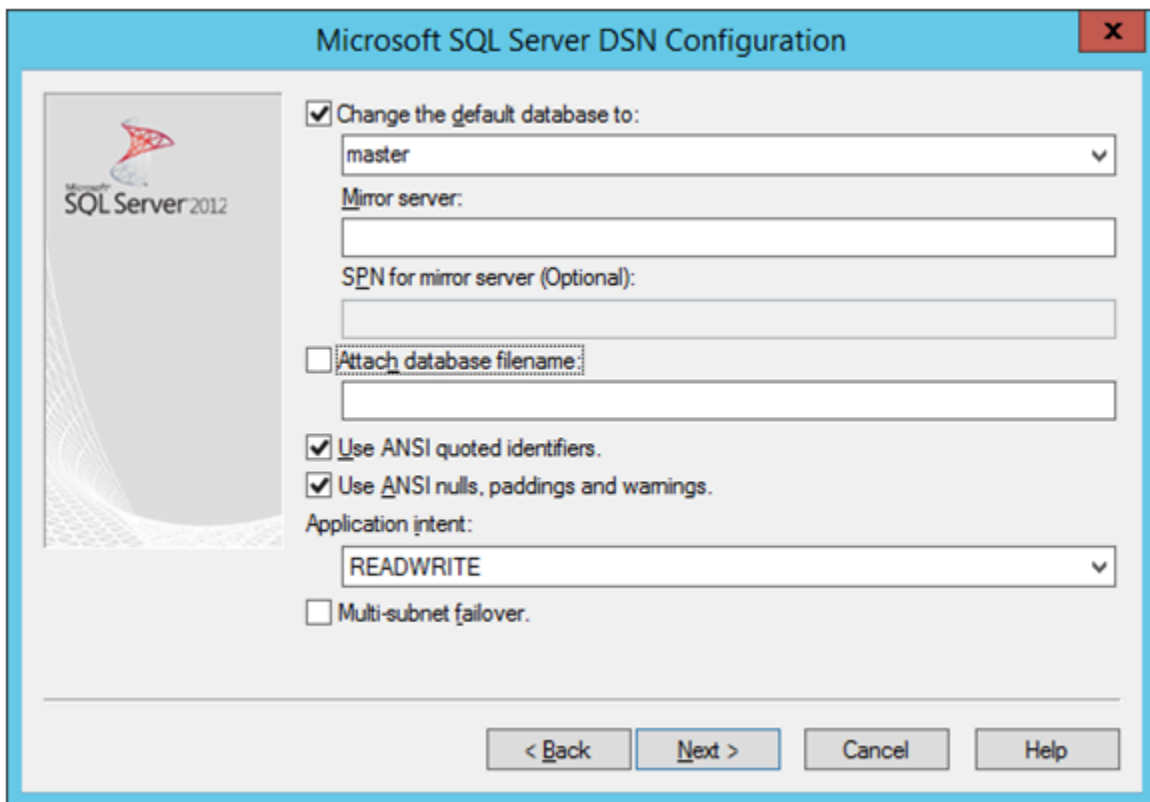 Microsoft SQL Server DSN Configuration
x
Change the default database to:
master
Mirror server:
SPN for mirror server (Optional):
Attach database filename:
Use ANSI quoted identifiers.
Use ANSI nulls, paddings and warnings.
Application intent:
READWRITE
Multi-subnet failover.
Microsoft
SQL Server 2012
< Back
Next >
Cancel
Help